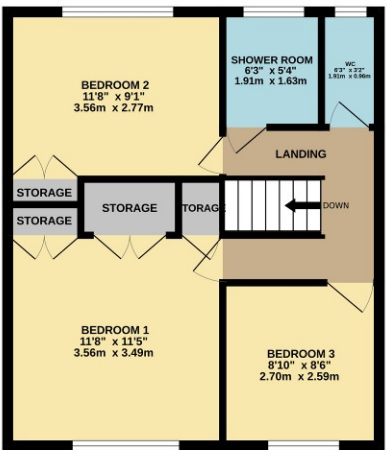 SHOWER ROOM
6'3" x 5'4"
1.91m x 1.63m
WC
6'3" x 3'2"
1.91m x 0.96m
BEDROOM 2
11'8" x 9'1"
3.56m x 2.77m
LANDING
STORAGE
STORAGE
STORAGE
TORAGE
DOWN
BEDROOM 1
11'8" x 11'5"
3.56m x 3.49m
BEDROOM 3
8'10" x 8'6"
2.70m x 2.59m